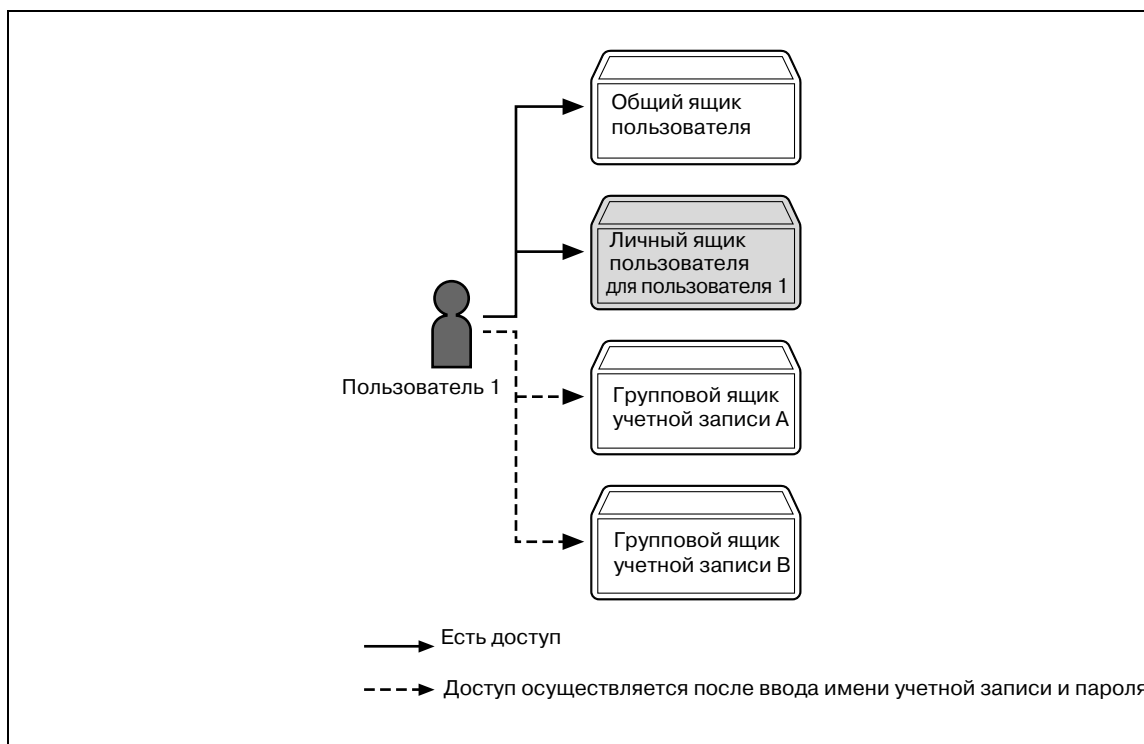 Общий ящик
пользователя
Личный ящик
пользователя
для пользователя 1
Пользователь 1
Групповой ящик
учетной записи A
Групповой ящик
учетной записи B
Есть доступ
Доступ осуществляется после ввода имени учетной записи и пароля